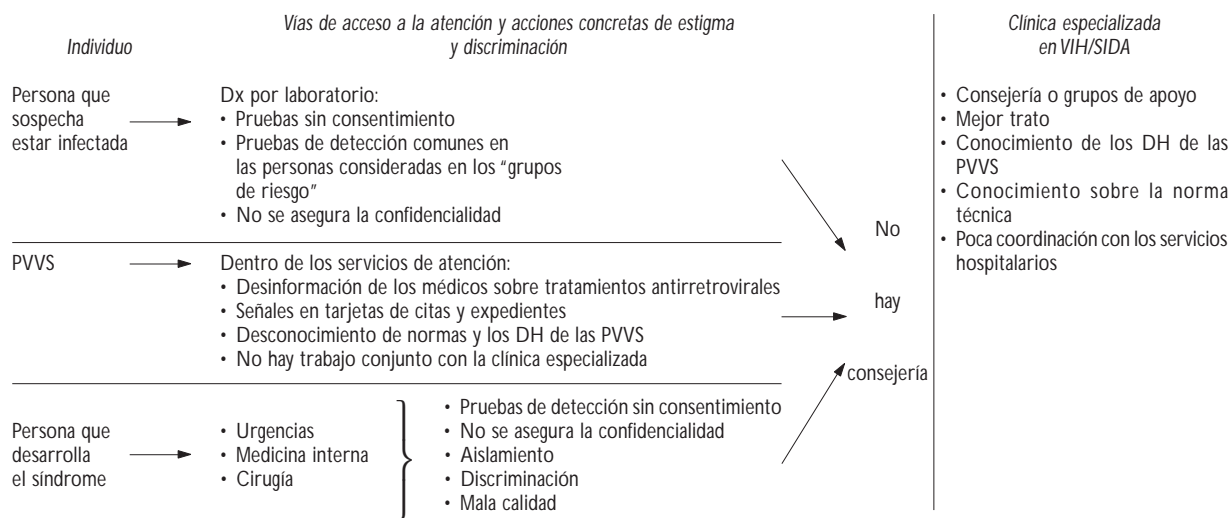 Individuo
Vías de acceso a la atención y acciones concretas de estigma
y discriminación
Clínica especializada
en VIH/SIDA
Persona que
sospecha
estar infectada
Dx por laboratorio:
• Pruebas sin consentimiento
• Pruebas de detección comunes en
las personas consideradas en los “grupos
de riesgo”
• No se asegura la confidencialidad
PVVS
Dentro de los servicios de atención:
• Desinformación de los médicos sobre tratamientos antirretrovirales
• Señales en tarjetas de citas y expedientes
• Desconocimiento de normas y los DH de las PVVS
• No hay trabajo conjunto con la clínica especializada
Persona que
desarrolla
el síndrome
• Urgencias
• Medicina interna
• Cirugía
• Pruebas de detección sin consentimiento
• No se asegura la confidencialidad
• Aislamiento
• Discriminación
• Mala calidad
No
hay
consejería
• Consejería o grupos de apoyo
• Mejor trato
• Conocimiento de los DH de las
PVVS
• Conocimiento sobre la norma
técnica
• Poca coordinación con los servicios
hospitalarios